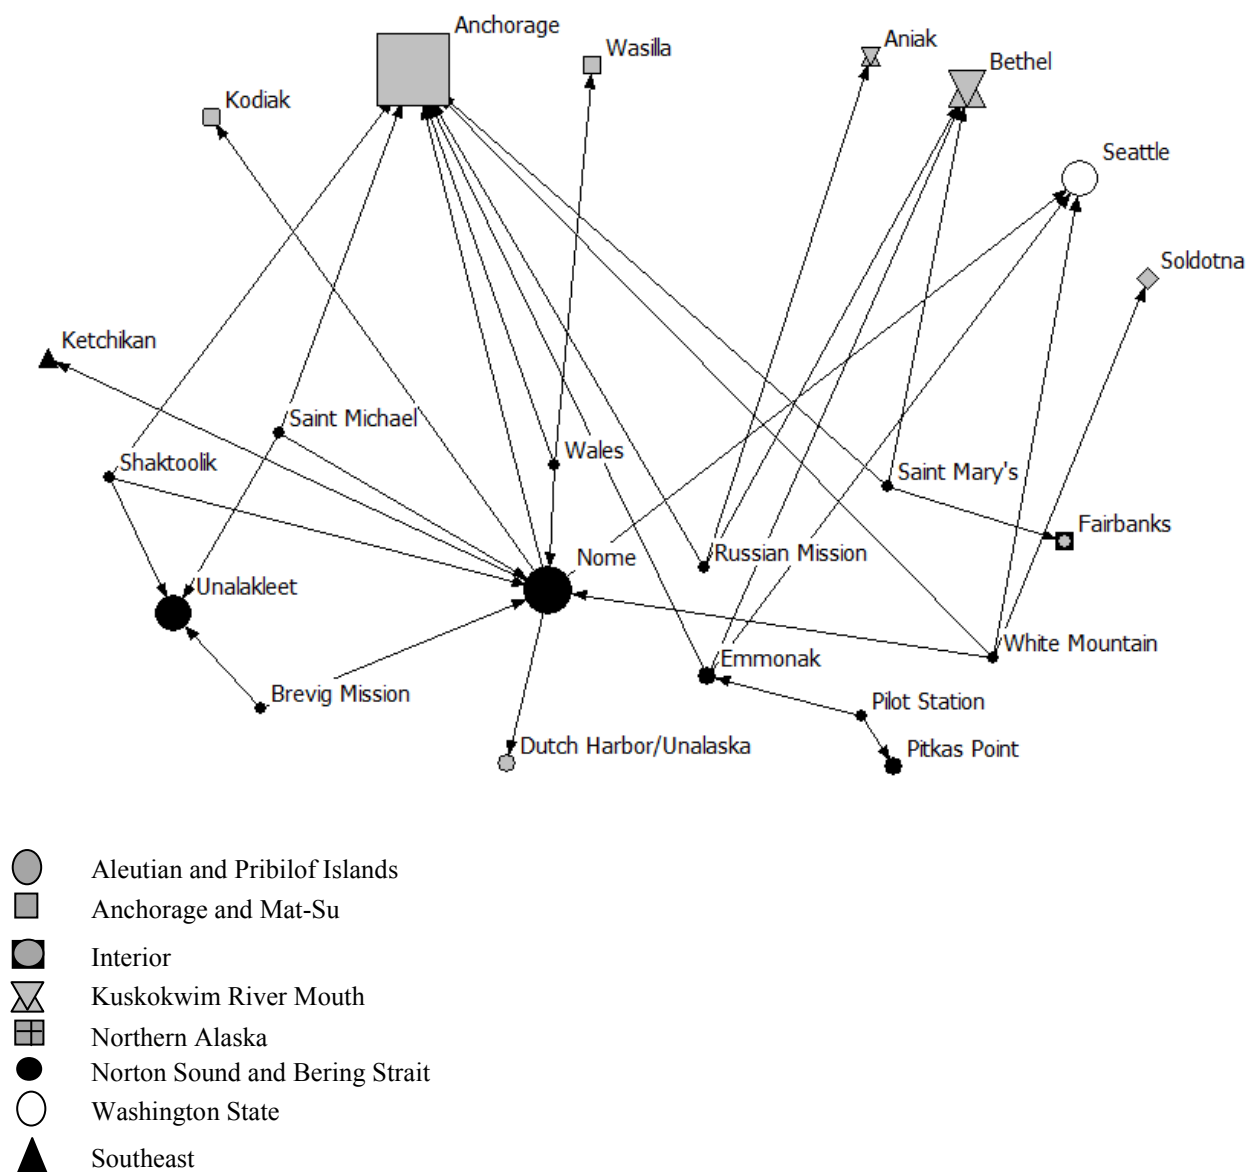 Anchorage
Wasilla
Aniak
Bethel
Kodiak
Seattle
Soldotna
Ketchikan
Saint Michael
Shaktoolik
Wales
Saint Mary's
Fairbanks
Nome
Russian Mission
Unalakleet
White Mountain
Emmonak
Brevig Mission
Pilot Station
Dutch Harbor/Unalaska
Pitkas Point
Aleutian and Pribilof Islands
Anchorage and Mat-Su
Interior
Kuskokwim River Mouth
Northern Alaska
Norton Sound and Bering Strait
Washington State
Southeast